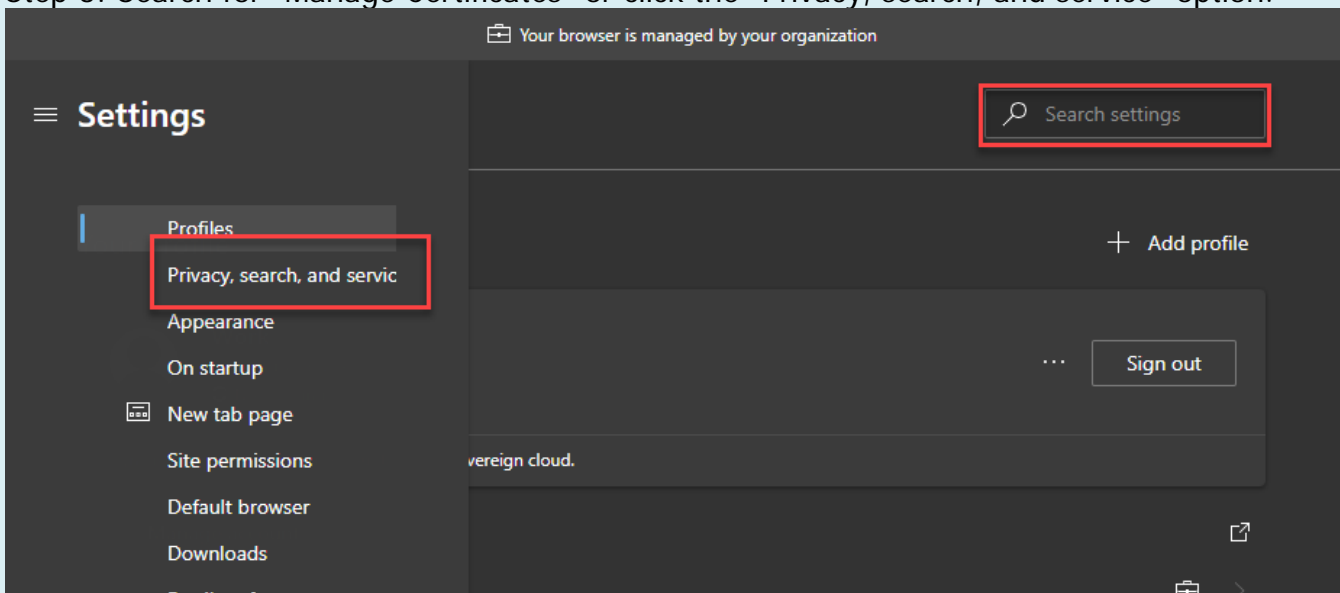 Your browser is managed by your organization
Settings
Search settings
Profiles
Add profile
Privacy, search, and servic
Appearance
On startup
Sign out
New tab page
Site permissions
vereign cloud.
Default browser
Downloads